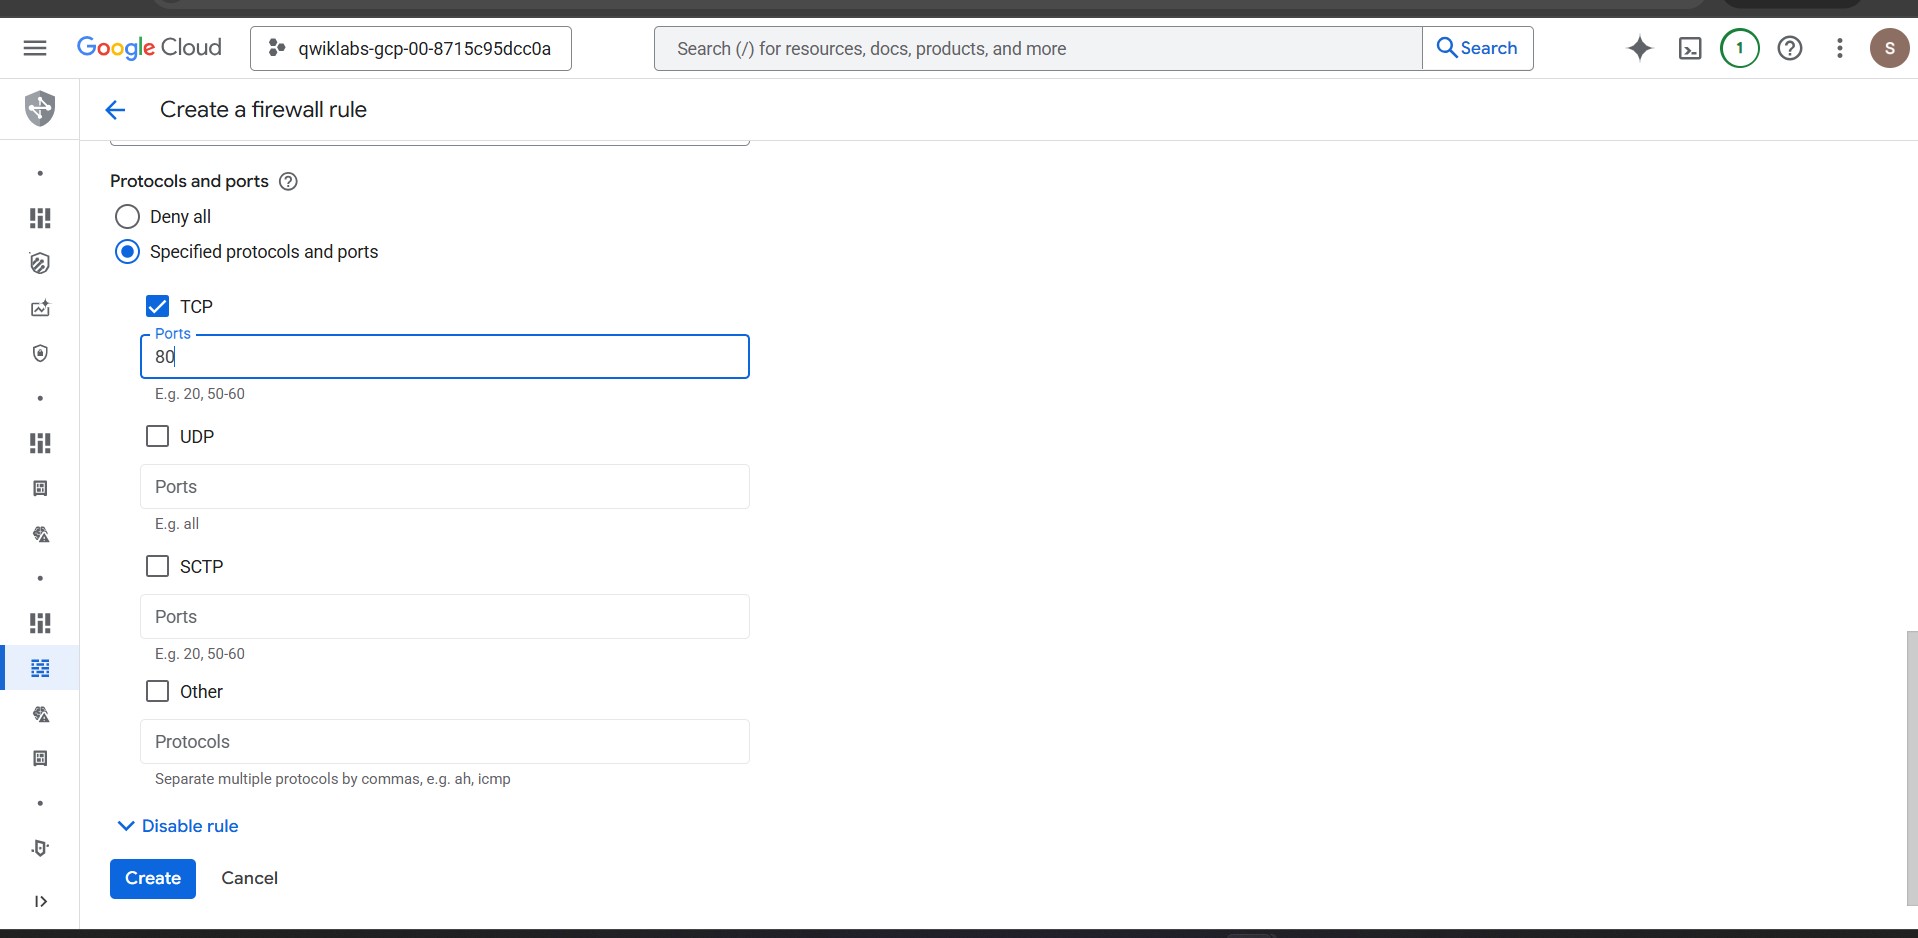 Google Cloud
qwiklabs-gcp-00-8715c95dcc0a
Search (/) for resources, docs, products, and more
Search
1
S
Create a firewall rule
Protocols and ports
Deny all
Specified protocols and ports
TCP
Ports
80
E.g. 20, 50-60
UDP
Ports
E.g. all
SCTP
Ports
E.g. 20, 50-60
Other
Protocols
Separate multiple protocols by commas, e.g. ah, icmp
Disable rule
Create
Cancel